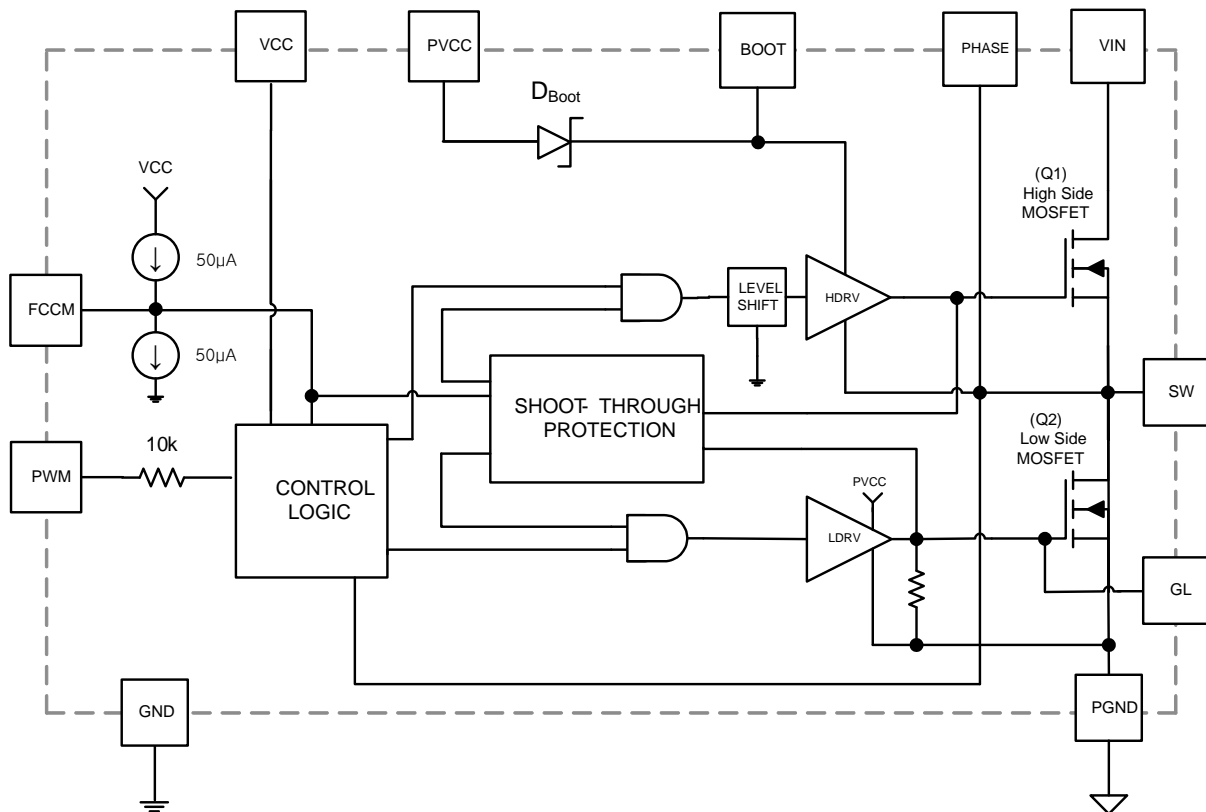 VCC
PVCC
BOOT
PHASE
VIN
D_Boot
VCC
50µA
FCCM
50µA
(Q1)
High Side
MOSFET
LEVEL
SHIFT
HDRV
SHOOT- THROUGH
PROTECTION
SW
(Q2)
Low Side
MOSFET
PWM
10k
CONTROL
LOGIC
PVCC
LDRV
GL
GND
PGND